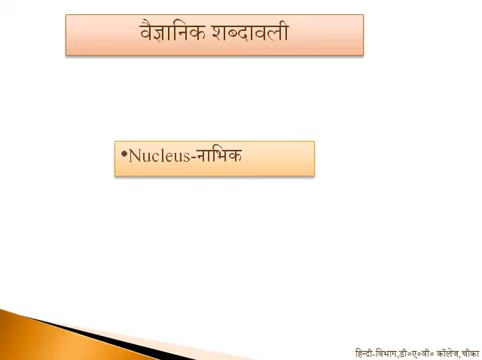 वैज्ञानिक शब्दावली
•Nucleus-नाभिक
हिन्दी-विभाग,डी०ए०वी० कॉलेज,चीका